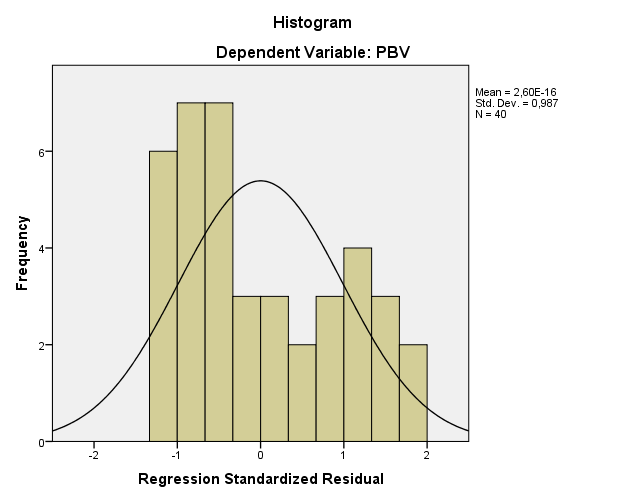 Histogram
Dependent Variable: PBV
Mean = 2,60E-16
Std. Dev. = 0,987
N = 40
Frequency
6
4
2
0
-2
-1
0
1
2
Regression Standardized Residual